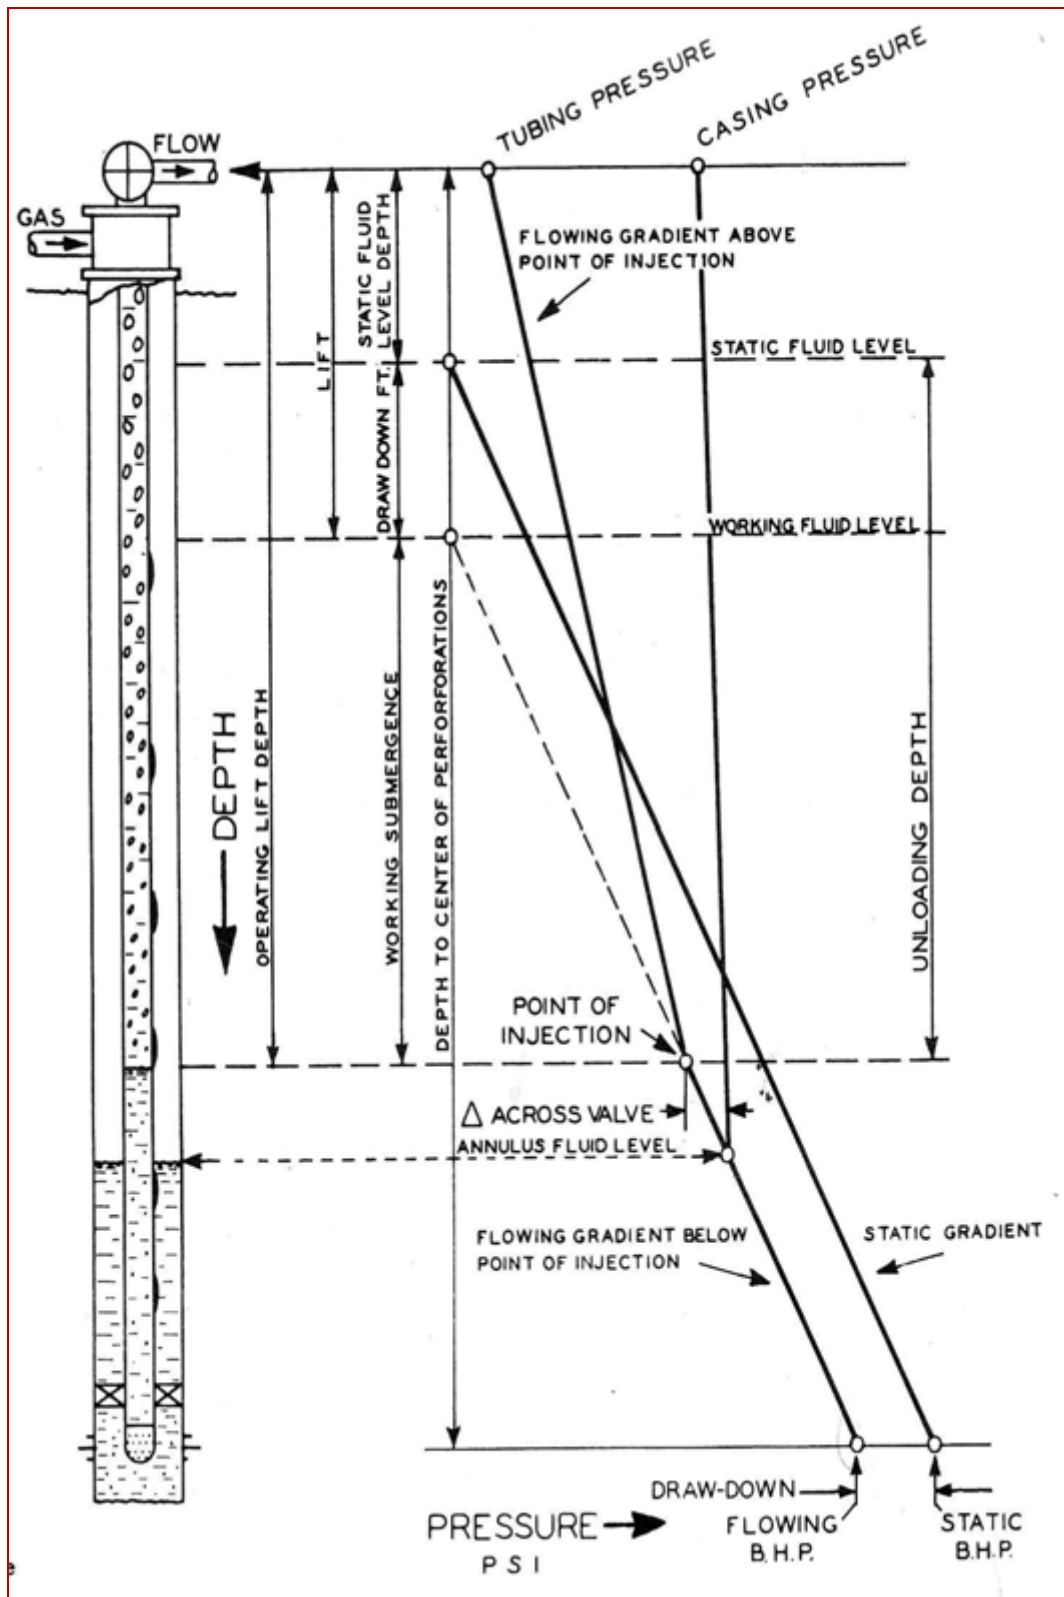 TUBING PRESSURE
CASING PRESSURE
FLOW
GAS
FLOWING GRADIENT ABOVE
POINT OF INJECTION
STATIC FLUID
LEVEL DEPTH
LIFT
STATIC FLUID LEVEL
DRAWDOWN FT.
WORKING FLUID LEVEL
DEPTH
OPERATING LIFT DEPTH
WORKING SUBMERGENCE
DEPTH TO CENTER OF PERFORATIONS
UNLOADING DEPTH
POINT OF
INJECTION
Δ ACROSS VALVE
ANNULUS FLUID LEVEL
FLOWING GRADIENT BELOW
POINT OF INJECTION
STATIC GRADIENT
DRAW-DOWN
PRESSURE
PSI
FLOWING
B.H.P.
STATIC
B.H.P.
e